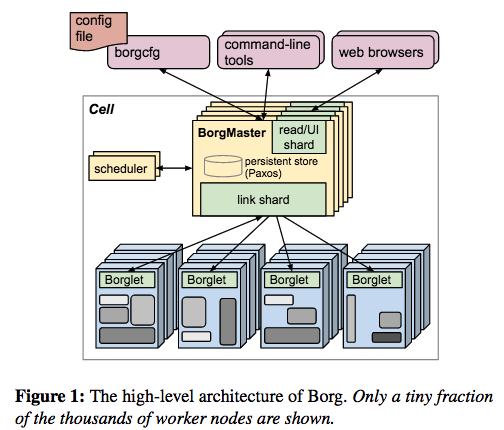 config
file
borgcfg
command-line
tools
web browsers
Cell
BorgMaster
read/UI
shard
persistent store
(Paxos)
scheduler
link shard
Borglet
Borglet
Borglet
Borglet
Figure 1: The high-level architecture of Borg. Only a tiny fraction
of the thousands of worker nodes are shown.